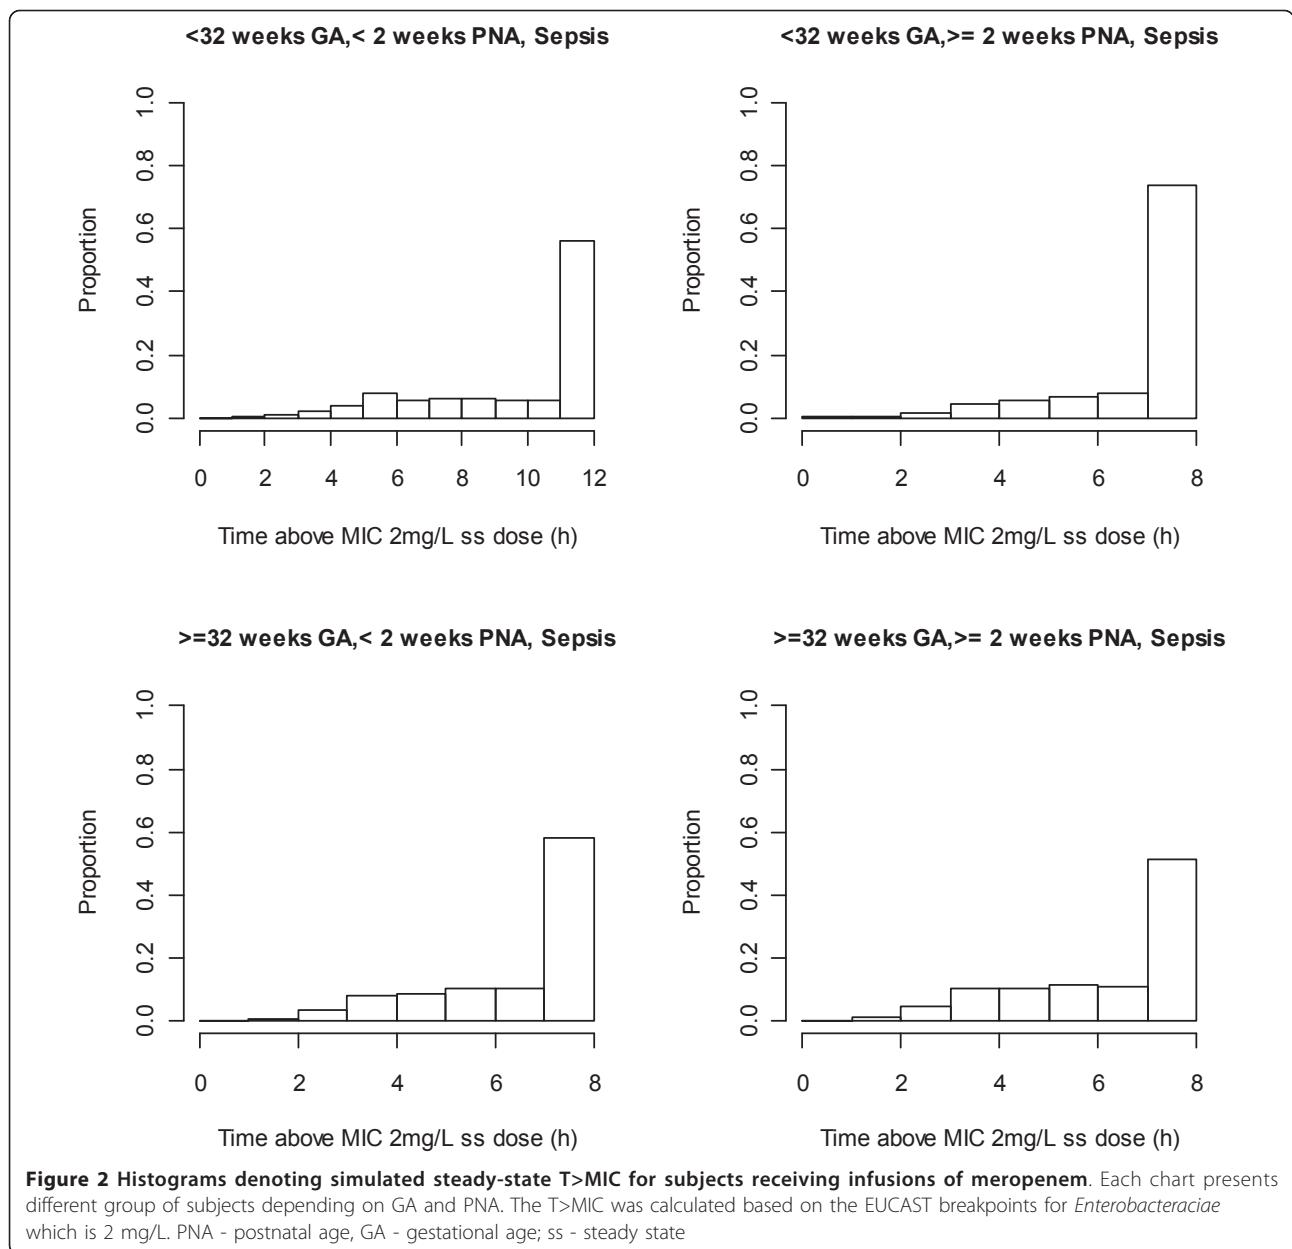 <32 weeks GA,< 2 weeks PNA, Sepsis
Proportion
0.0 0.2 0.4 0.6 0.8 1.0
0 2 4 6 8 10 12
Time above MIC 2mg/L ss dose (h)
<32 weeks GA,>= 2 weeks PNA, Sepsis
Proportion
0.0 0.2 0.4 0.6 0.8 1.0
0 2 4 6 8
Time above MIC 2mg/L ss dose (h)
>=32 weeks GA,< 2 weeks PNA, Sepsis
Proportion
0.0 0.2 0.4 0.6 0.8 1.0
0 2 4 6 8
Time above MIC 2mg/L ss dose (h)
>=32 weeks GA,>= 2 weeks PNA, Sepsis
Proportion
0.0 0.2 0.4 0.6 0.8 1.0
0 2 4 6 8
Time above MIC 2mg/L ss dose (h)
Figure 2 Histograms denoting simulated steady-state T>MIC for subjects receiving infusions of meropenem. Each chart presents
different group of subjects depending on GA and PNA. The T>MIC was calculated based on the EUCAST breakpoints for Enterobacteraciae
which is 2 mg/L. PNA - postnatal age, GA - gestational age; ss - steady state